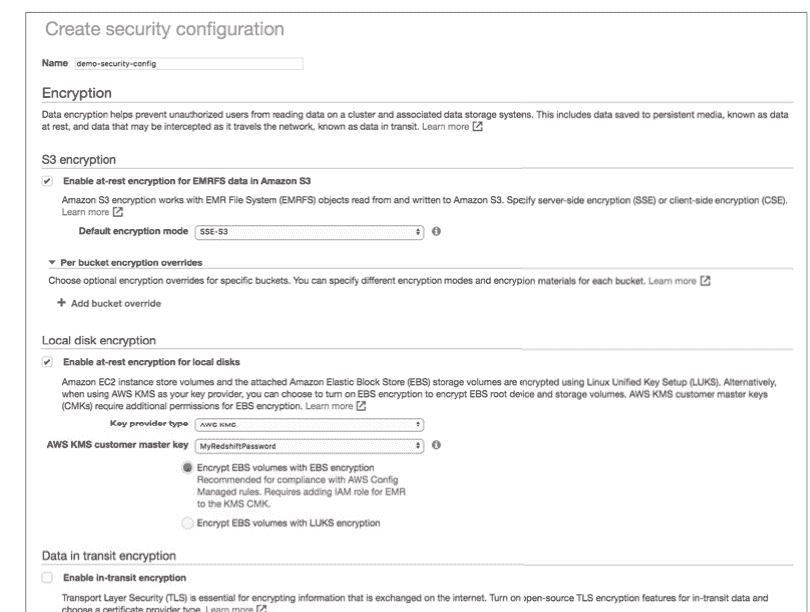 Create security configuration
Name demo-security-config
Encryption
Data encryption helps prevent unauthorized users from reading data on a cluster and associated data storage systems. This includes data saved to persistent media, known as data
at rest, and data that may be intercepted as it travels the network, known as data in transit. Learn more
S3 encryption
Enable at-rest encryption for EMRFS data in Amazon S3
Amazon S3 encryption works with EMR File System (EMRFS) objects read from and written to Amazon S3. Specify server-side encryption (SSE) or client-side encryption (CSE).
Learn more
Default encryption mode SSE-S3
Per bucket encryption overrides
Choose optional encryption overrides for specific buckets. You can specify different encryption modes and encryption materials for each bucket. Learn more
Add bucket override
Local disk encryption
Enable at-rest encryption for local disks
Amazon EC2 instance store volumes and the attached Amazon Elastic Block Store (EBS) storage volumes are encrypted using Linux Unified Key Setup (LUKS). Alternatively,
when using AWS KMS as your key provider, you can choose to turn on EBS encryption to encrypt EBS root device and storage volumes. AWS KMS customer master keys
(CMKs) require additional permissions for EBS encryption. Learn more
Key provider type AWS KMS
AWS KMS customer master key MyRedshiftPassword
Encrypt EBS volumes with EBS encryption
Recommended for compliance with AWS Config
Managed rules. Requires adding IAM role for EMR
to the KMS CMK.
Encrypt EBS volumes with LUKS encryption
Data in transit encryption
Enable in-transit encryption
Transport Layer Security (TLS) is essential for encrypting information that is exchanged on the internet. Turn on open-source TLS encryption features for in-transit data and
choose a certificate provider type. Learn more